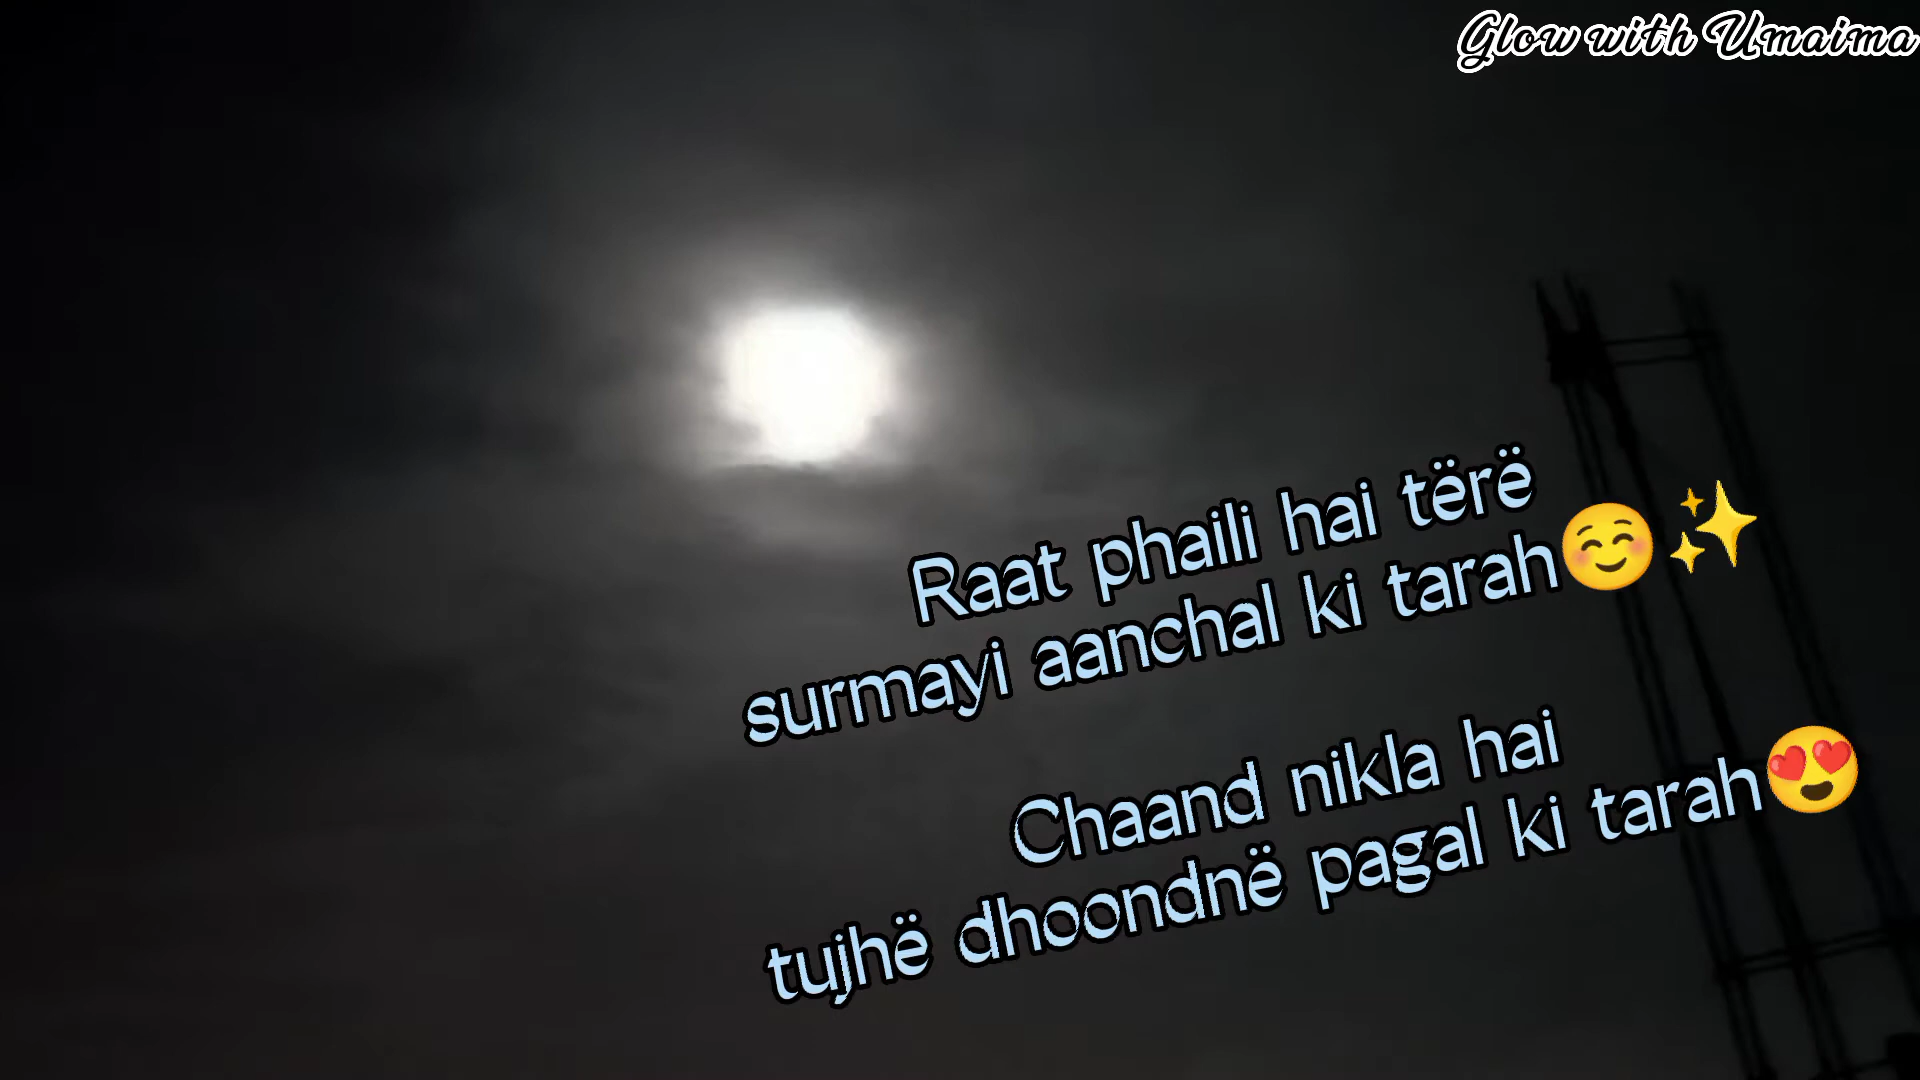 Glow with Umaima
Raat phaili hai tërë
surmayi aanchal ki tarah☺️✨
Chaand nikla hai
tujhë dhoondnë pagal ki tarah😍